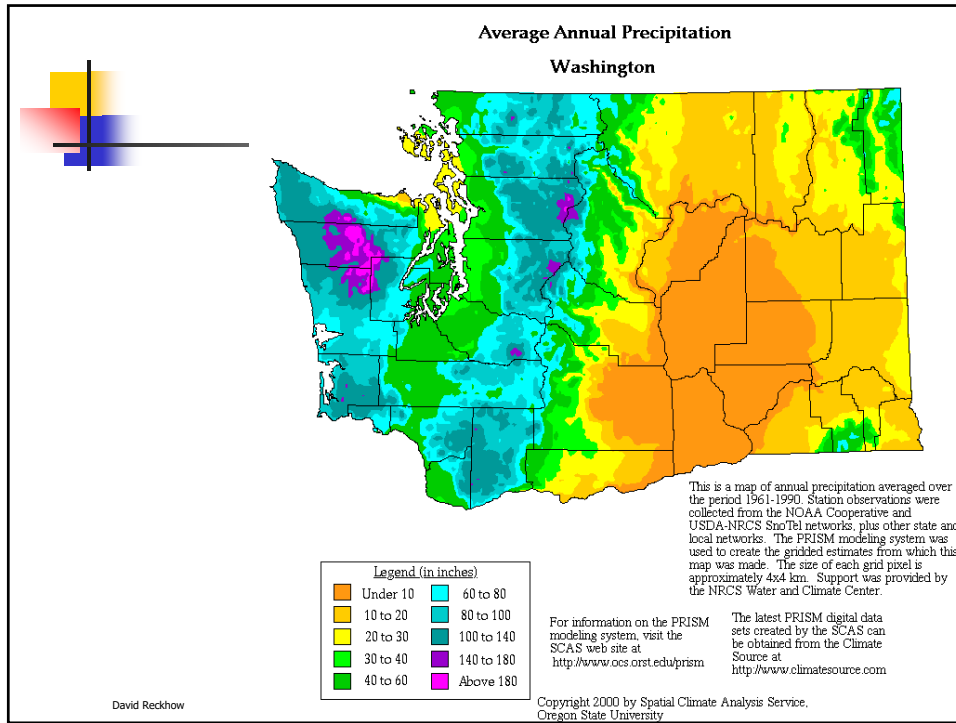 Average Annual Precipitation
Washington
This is a map of annual precipitation averaged over
the period 1961-1990. Station observations were
collected from the NOAA Cooperative and
USDA-NRCS SnoTel networks, plus other state and
local networks. The PRISM modeling system was
used to create the gridded estimates from which this
map was made. The size of each grid pixel is
approximately 4x4 km. Support was provided by
the NRCS Water and Climate Center.
Legend (in inches)
Under 10
10 to 20
20 to 30
30 to 40
40 to 60
60 to 80
80 to 100
100 to 140
140 to 180
Above 180
For information on the PRISM
modeling system, visit the
SCAS web site at
http://www.ocs.orst.edu/prism
The latest PRISM digital data
sets created by the SCAS can
be obtained from the Climate
Source at
http://www.climatesource.com
David Reckhow
Copyright 2000 by Spatial Climate Analysis Service,
Oregon State University